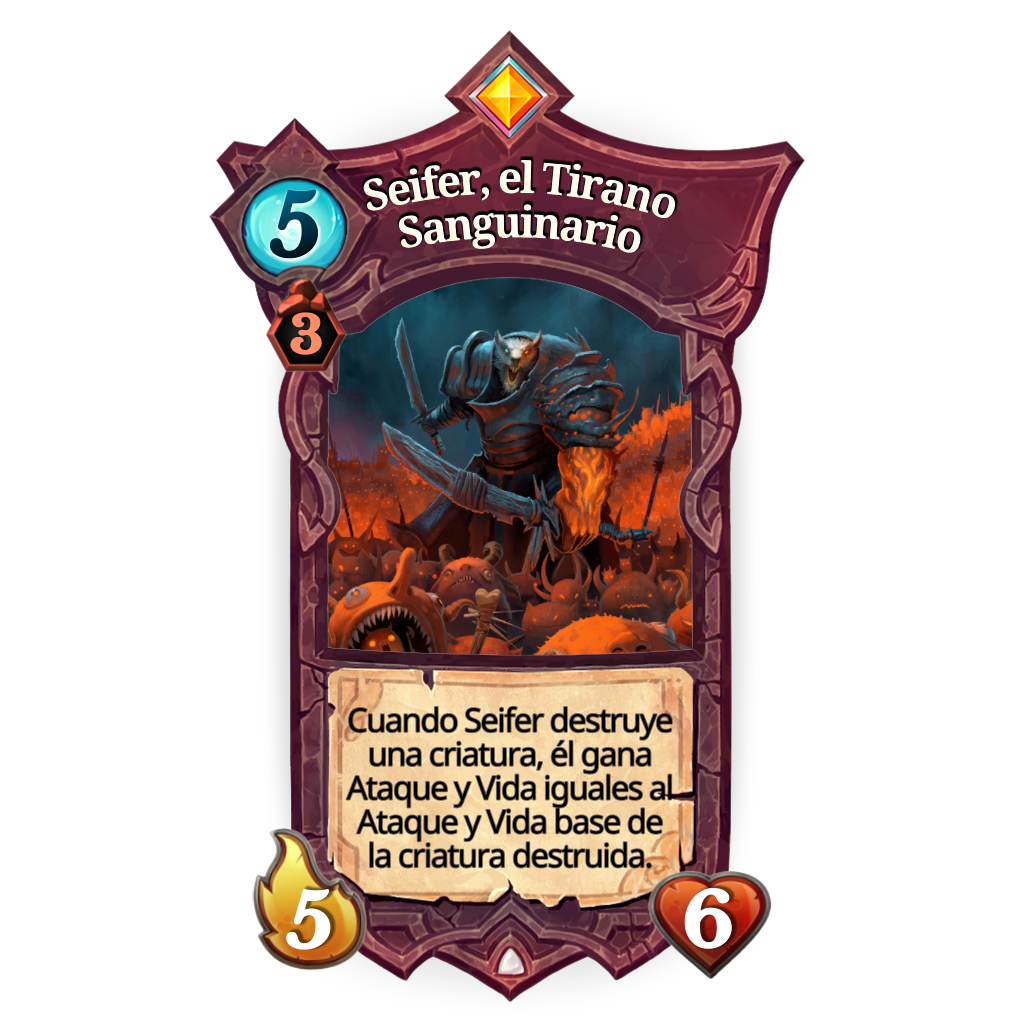 Seifer, el Tirano
Sanguinario
5
3
Cuando Seifer destruye
una criatura, él gana
Ataque y Vida iguales al
Ataque y Vida base de
la criatura destruida.
5
6